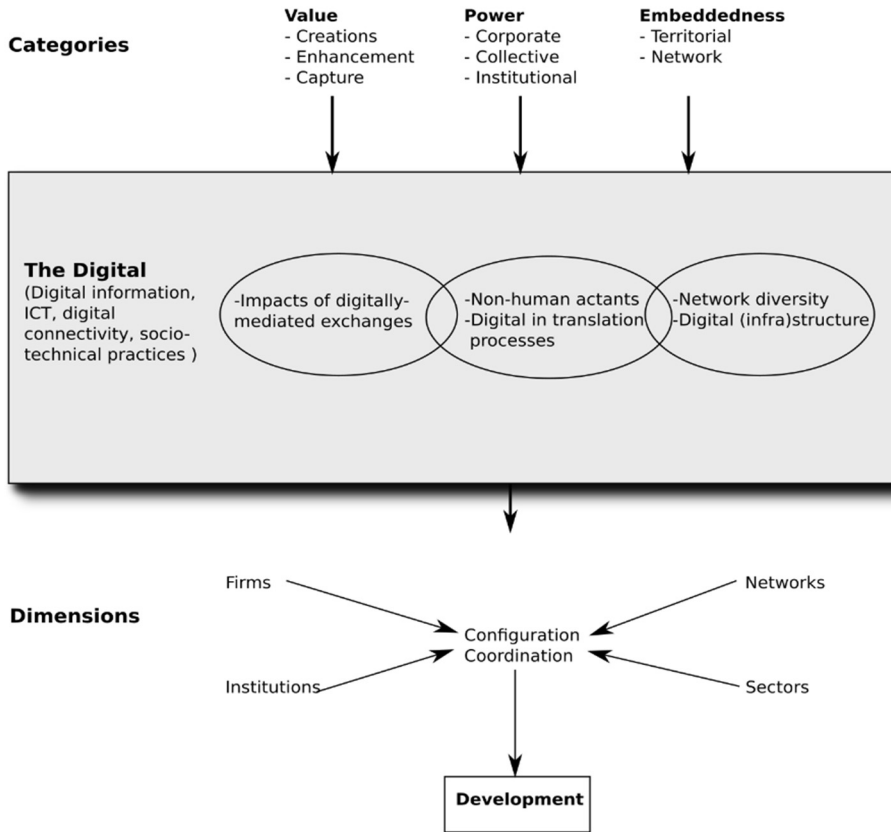 Categories
Value
- Creations
- Enhancement
- Capture
Power
- Corporate
- Collective
- Institutional
Embeddedness
- Territorial
- Network
The Digital
(Digital information,
ICT, digital
connectivity, socio-
technical practices )
-Impacts of digitally-
mediated exchanges
-Non-human actants
-Digital in translation
processes
-Network diversity
-Digital (infra)structure
Dimensions
Firms
Networks
Configuration
Coordination
Institutions
Sectors
Development